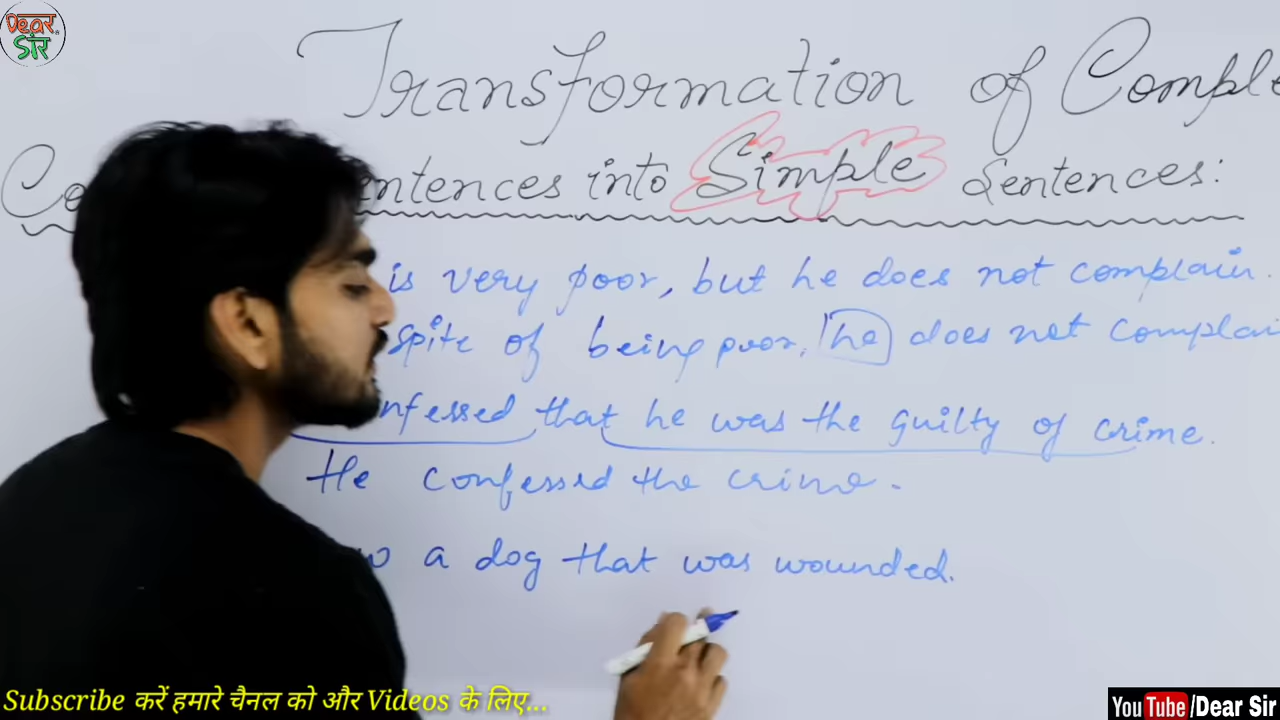 Dear Sir
Transformation of Comple
Co ntences into Simple Sentences:
is very poor, but he does not complain.
spite of being poor, he does not complai
nfessed that he was the guilty of crime.
He confessed the crime.
a dog that was wounded.
Subscribe करें हमारे चैनल को और Videos के लिए...
YouTube /Dear Sir